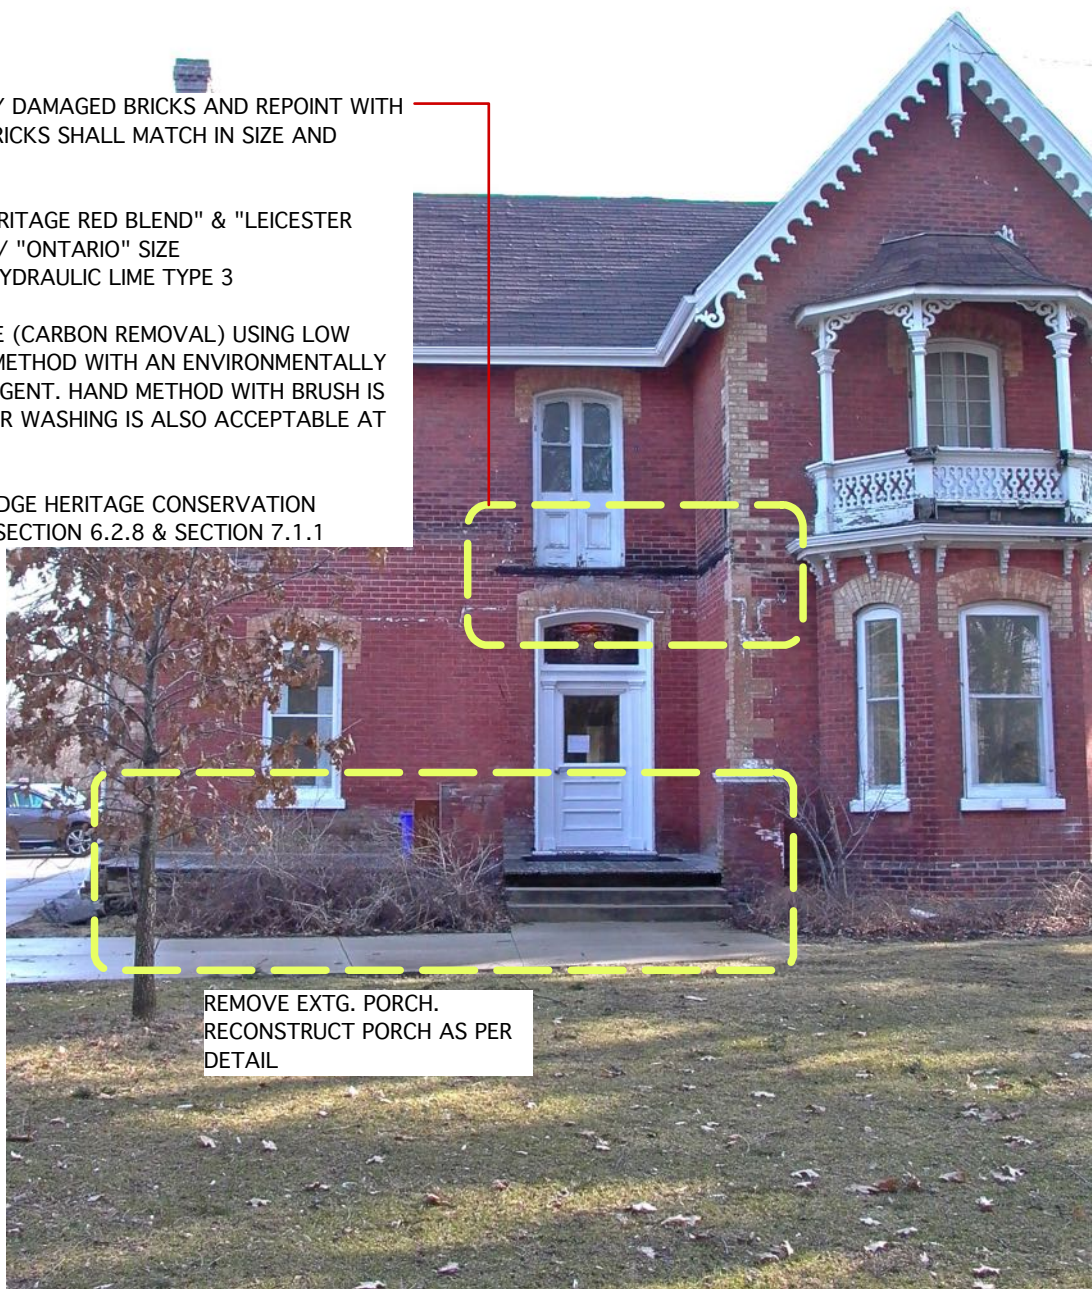 Y DAMAGED BRICKS AND REPOINT WITH
RICKS SHALL MATCH IN SIZE AND
RITAGE RED BLEND" & "LEICESTER
/ "ONTARIO" SIZE
YDRAULIC LIME TYPE 3
E (CARBON REMOVAL) USING LOW
METHOD WITH AN ENVIRONMENTALLY
GENT. HAND METHOD WITH BRUSH IS
R WASHING IS ALSO ACCEPTABLE AT
DGE HERITAGE CONSERVATION
SECTION 6.2.8 & SECTION 7.1.1
REMOVE EXTG. PORCH.
RECONSTRUCT PORCH AS PER
DETAIL